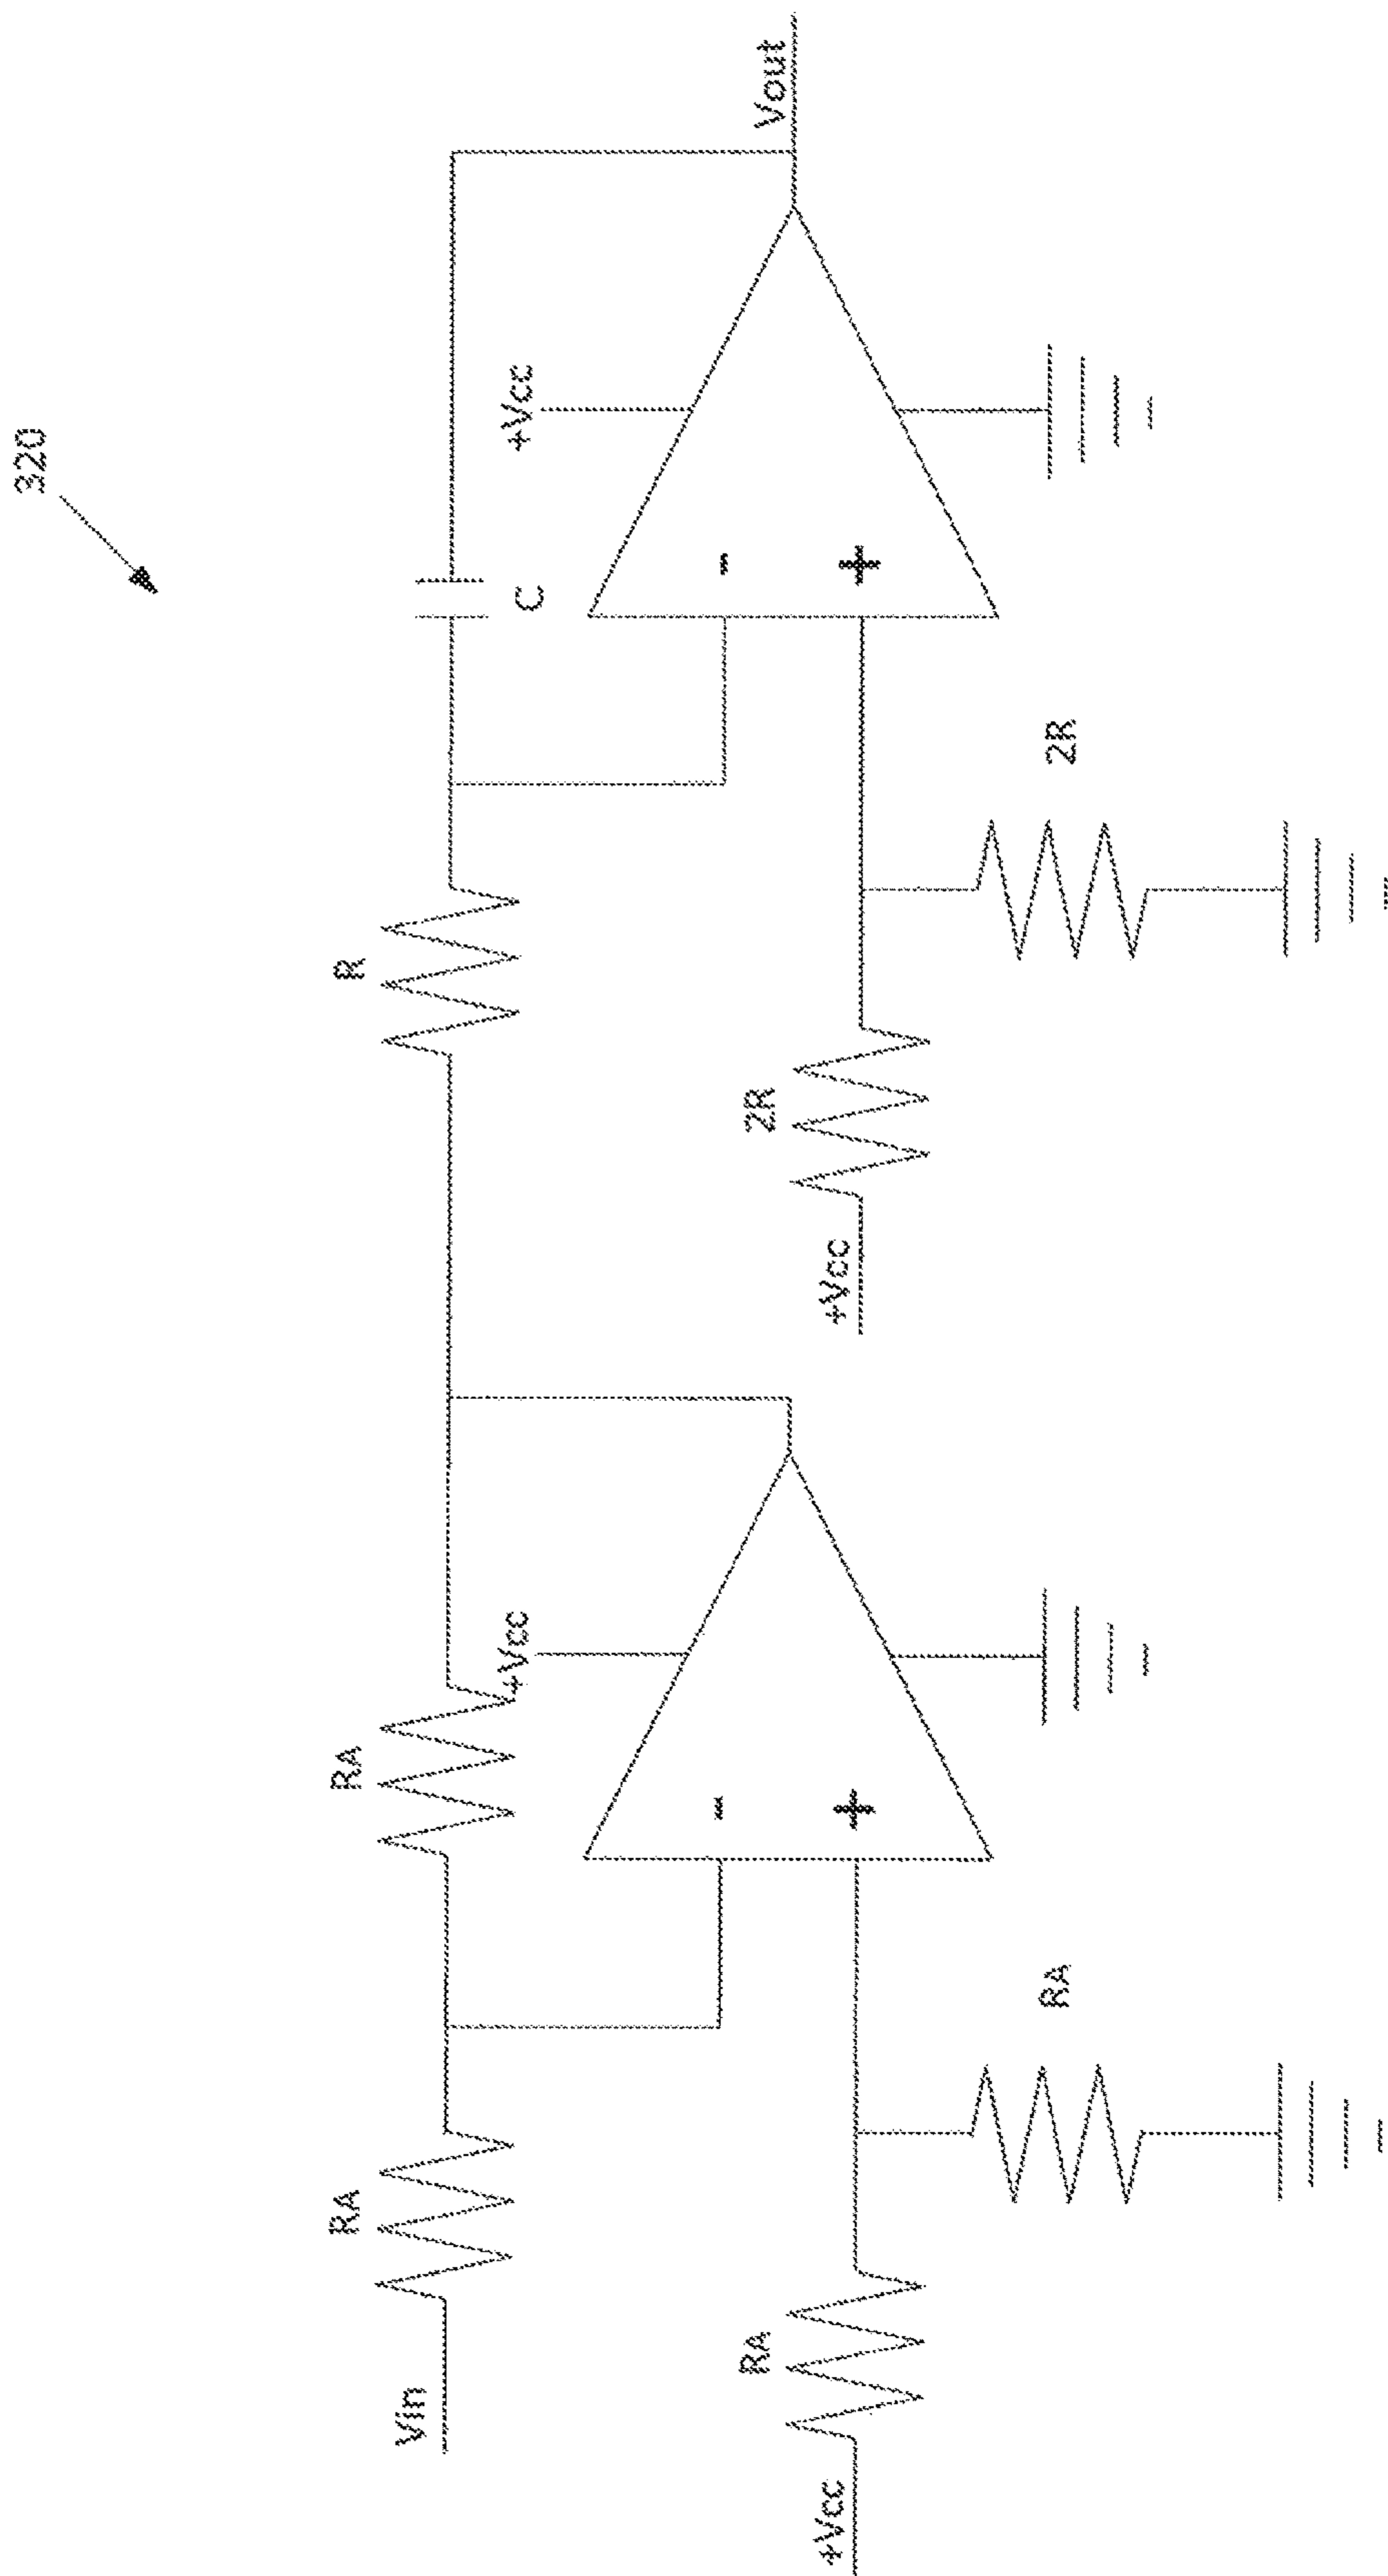 320
Vin
RA
RA
+Vcc
R
C
+Vcc
Vout
-
+
-
+
+Vcc
RA
RA
+Vcc
2R
2R